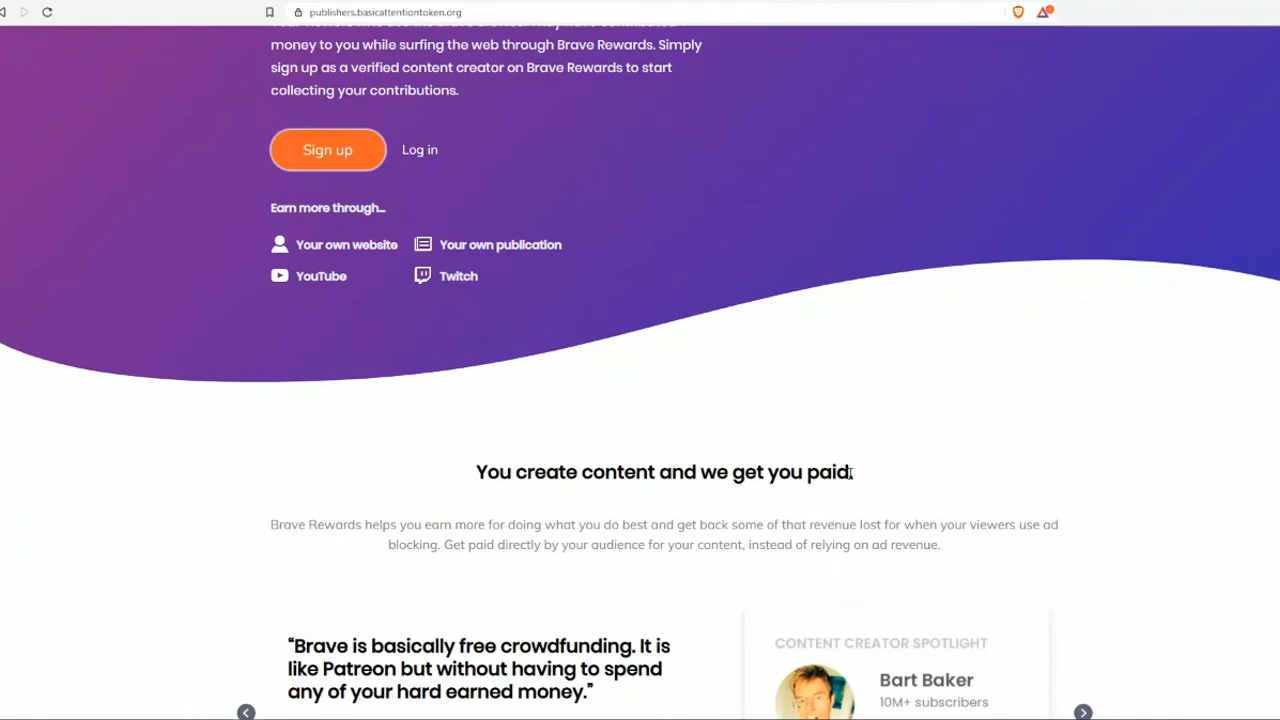 publishers.basicattentiontoken.org
money to you while surfing the web through Brave Rewards. Simply
sign up as a verified content creator on Brave Rewards to start
collecting your contributions.
Sign up
Log in
Earn more through...
Your own website
Your own publication
YouTube
Twitch
You create content and we get you paid.
Brave Rewards helps you earn more for doing what you do best and get back some of that revenue lost for when your viewers use ad
blocking. Get paid directly by your audience for your content, instead of relying on ad revenue.
“Brave is basically free crowdfunding. It is
like Patreon but without having to spend
any of your hard earned money.”
CONTENT CREATOR SPOTLIGHT
Bart Baker
10M+ subscribers